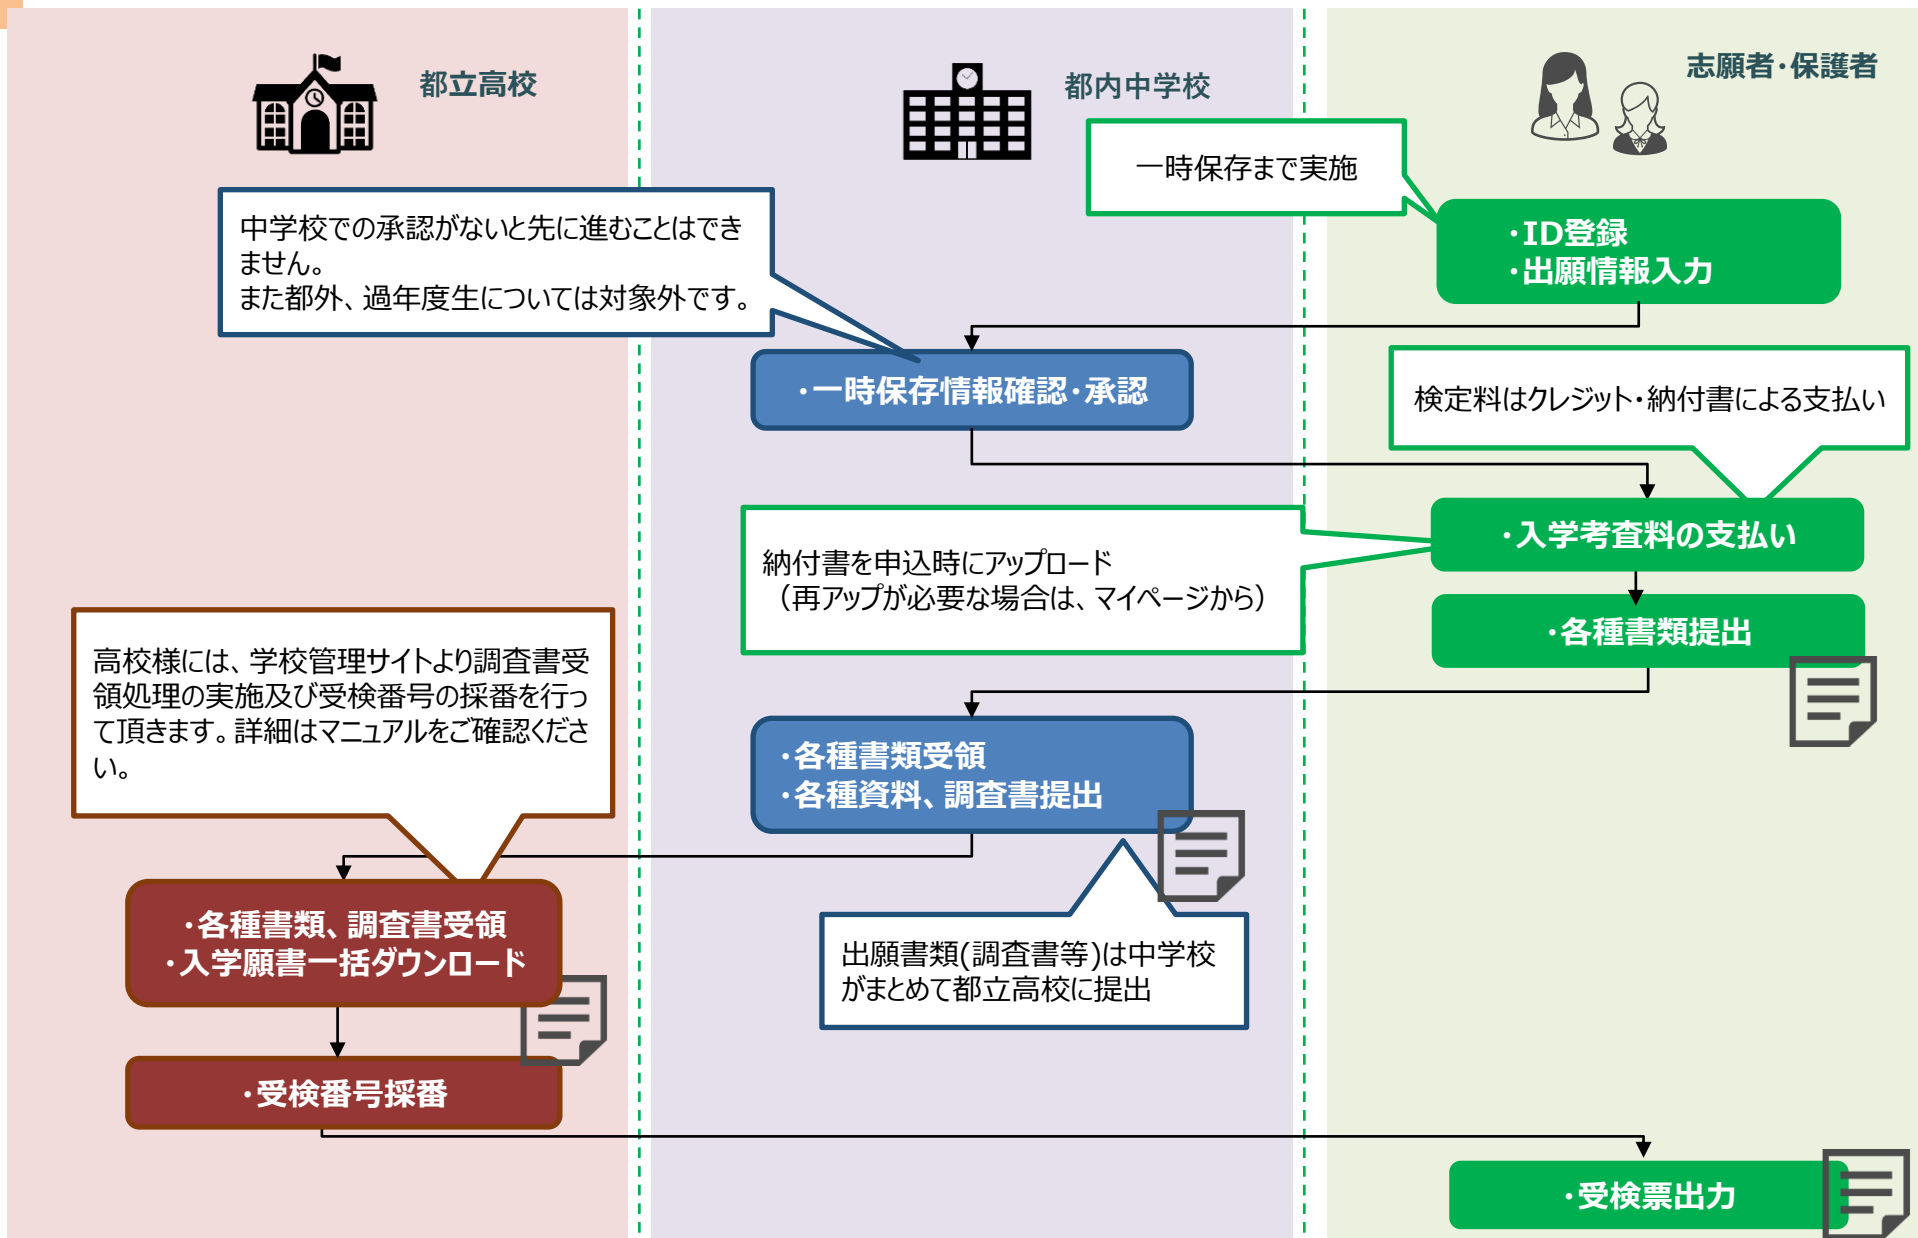 都立高校
都内中学校
志願者・保護者
一時保存まで実施
・ID登録
・出願情報入力
中学校での承認がないと先に進むことはでき
ません。
また都外、過年度生については対象外です。
・一時保存情報確認・承認
検定料はクレジット・納付書による支払い
・入学考査料の支払い
納付書を申込時にアップロード
（再アップが必要な場合は、マイページから）
・各種書類提出
高校様には、学校管理サイトより調査書受
領処理の実施及び受検番号の採番を行っ
て頂きます。詳細はマニュアルをご確認くださ
い。
・各種書類受領
・各種資料、調査書提出
・各種書類、調査書受領
・入学願書一括ダウンロード
出願書類(調査書等)は中学校
がまとめて都立高校に提出
・受検番号採番
・受検票出力